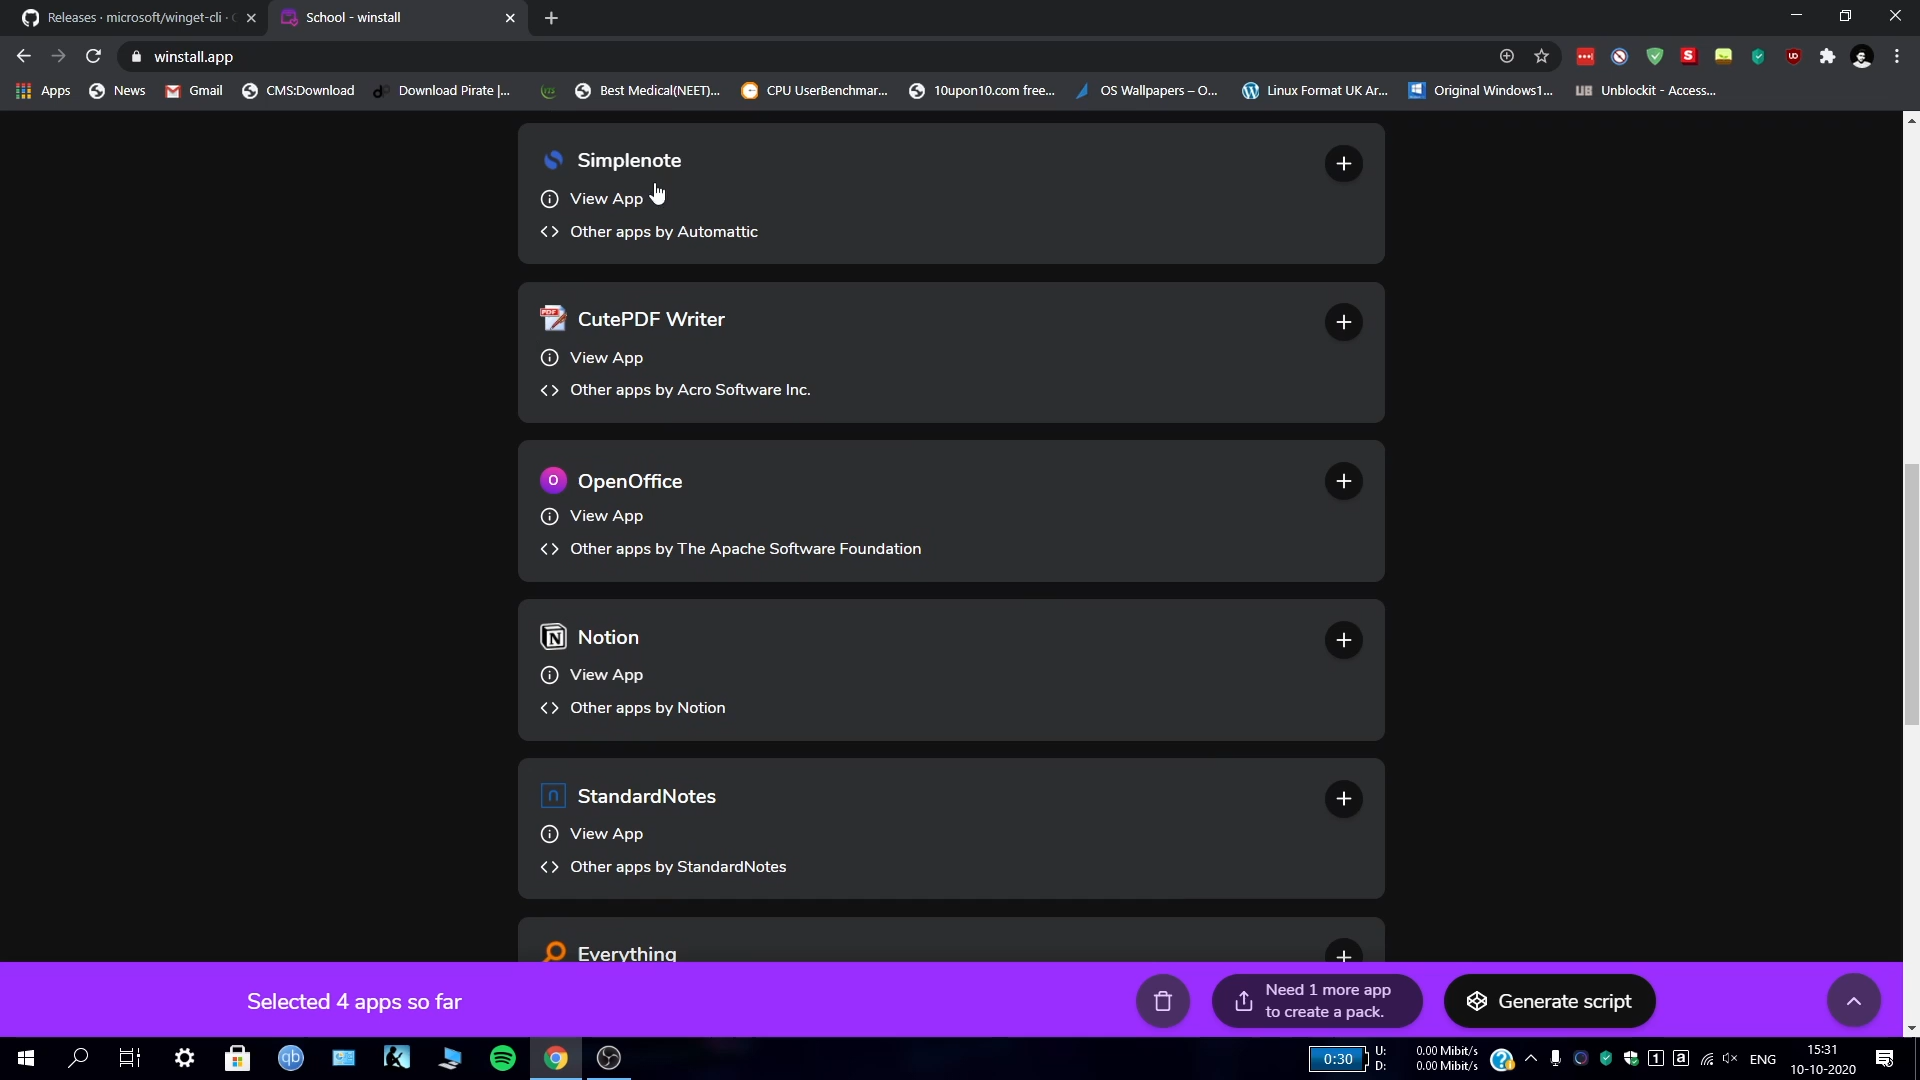 Releases · microsoft/winget-cli ·
School - winstall
winstall.app
Apps
News
Gmail
CMS:Download
Download Pirate |...
Best Medical(NEET)...
CPU UserBenchmar...
10upon10.com free...
OS Wallpapers – O...
Linux Format UK Ar...
Original Windows1...
UB
Unblockit - Access...
Simplenote
View App
Other apps by Automattic
PDF
CutePDF Writer
View App
Other apps by Acro Software Inc.
O
OpenOffice
View App
Other apps by The Apache Software Foundation
N
Notion
View App
Other apps by Notion
n
StandardNotes
View App
Other apps by StandardNotes
Everything
Selected 4 apps so far
Need 1 more app
to create a pack.
Generate script
qb
0:30
U: 0.00 Mibit/s
D: 0.00 Mibit/s
1
a
ENG
15:31
10-10-2020